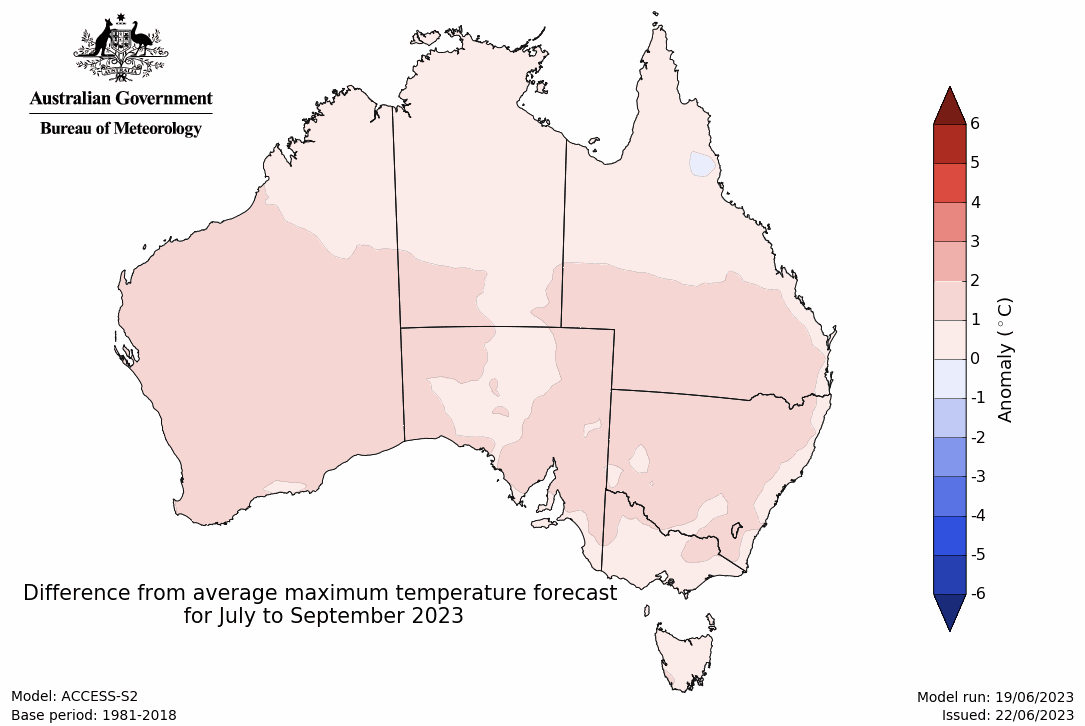 AUSTRALIA
Australian Government
Bureau of Meteorology
6
5
4
3
2
1
0
-1
-2
-3
-4
-5
-6
Anomaly (°C)
Difference from average maximum temperature forecast
for July to September 2023
Model: ACCESS-S2
Base period: 1981-2018
Model run: 19/06/2023
Issued: 22/06/2023